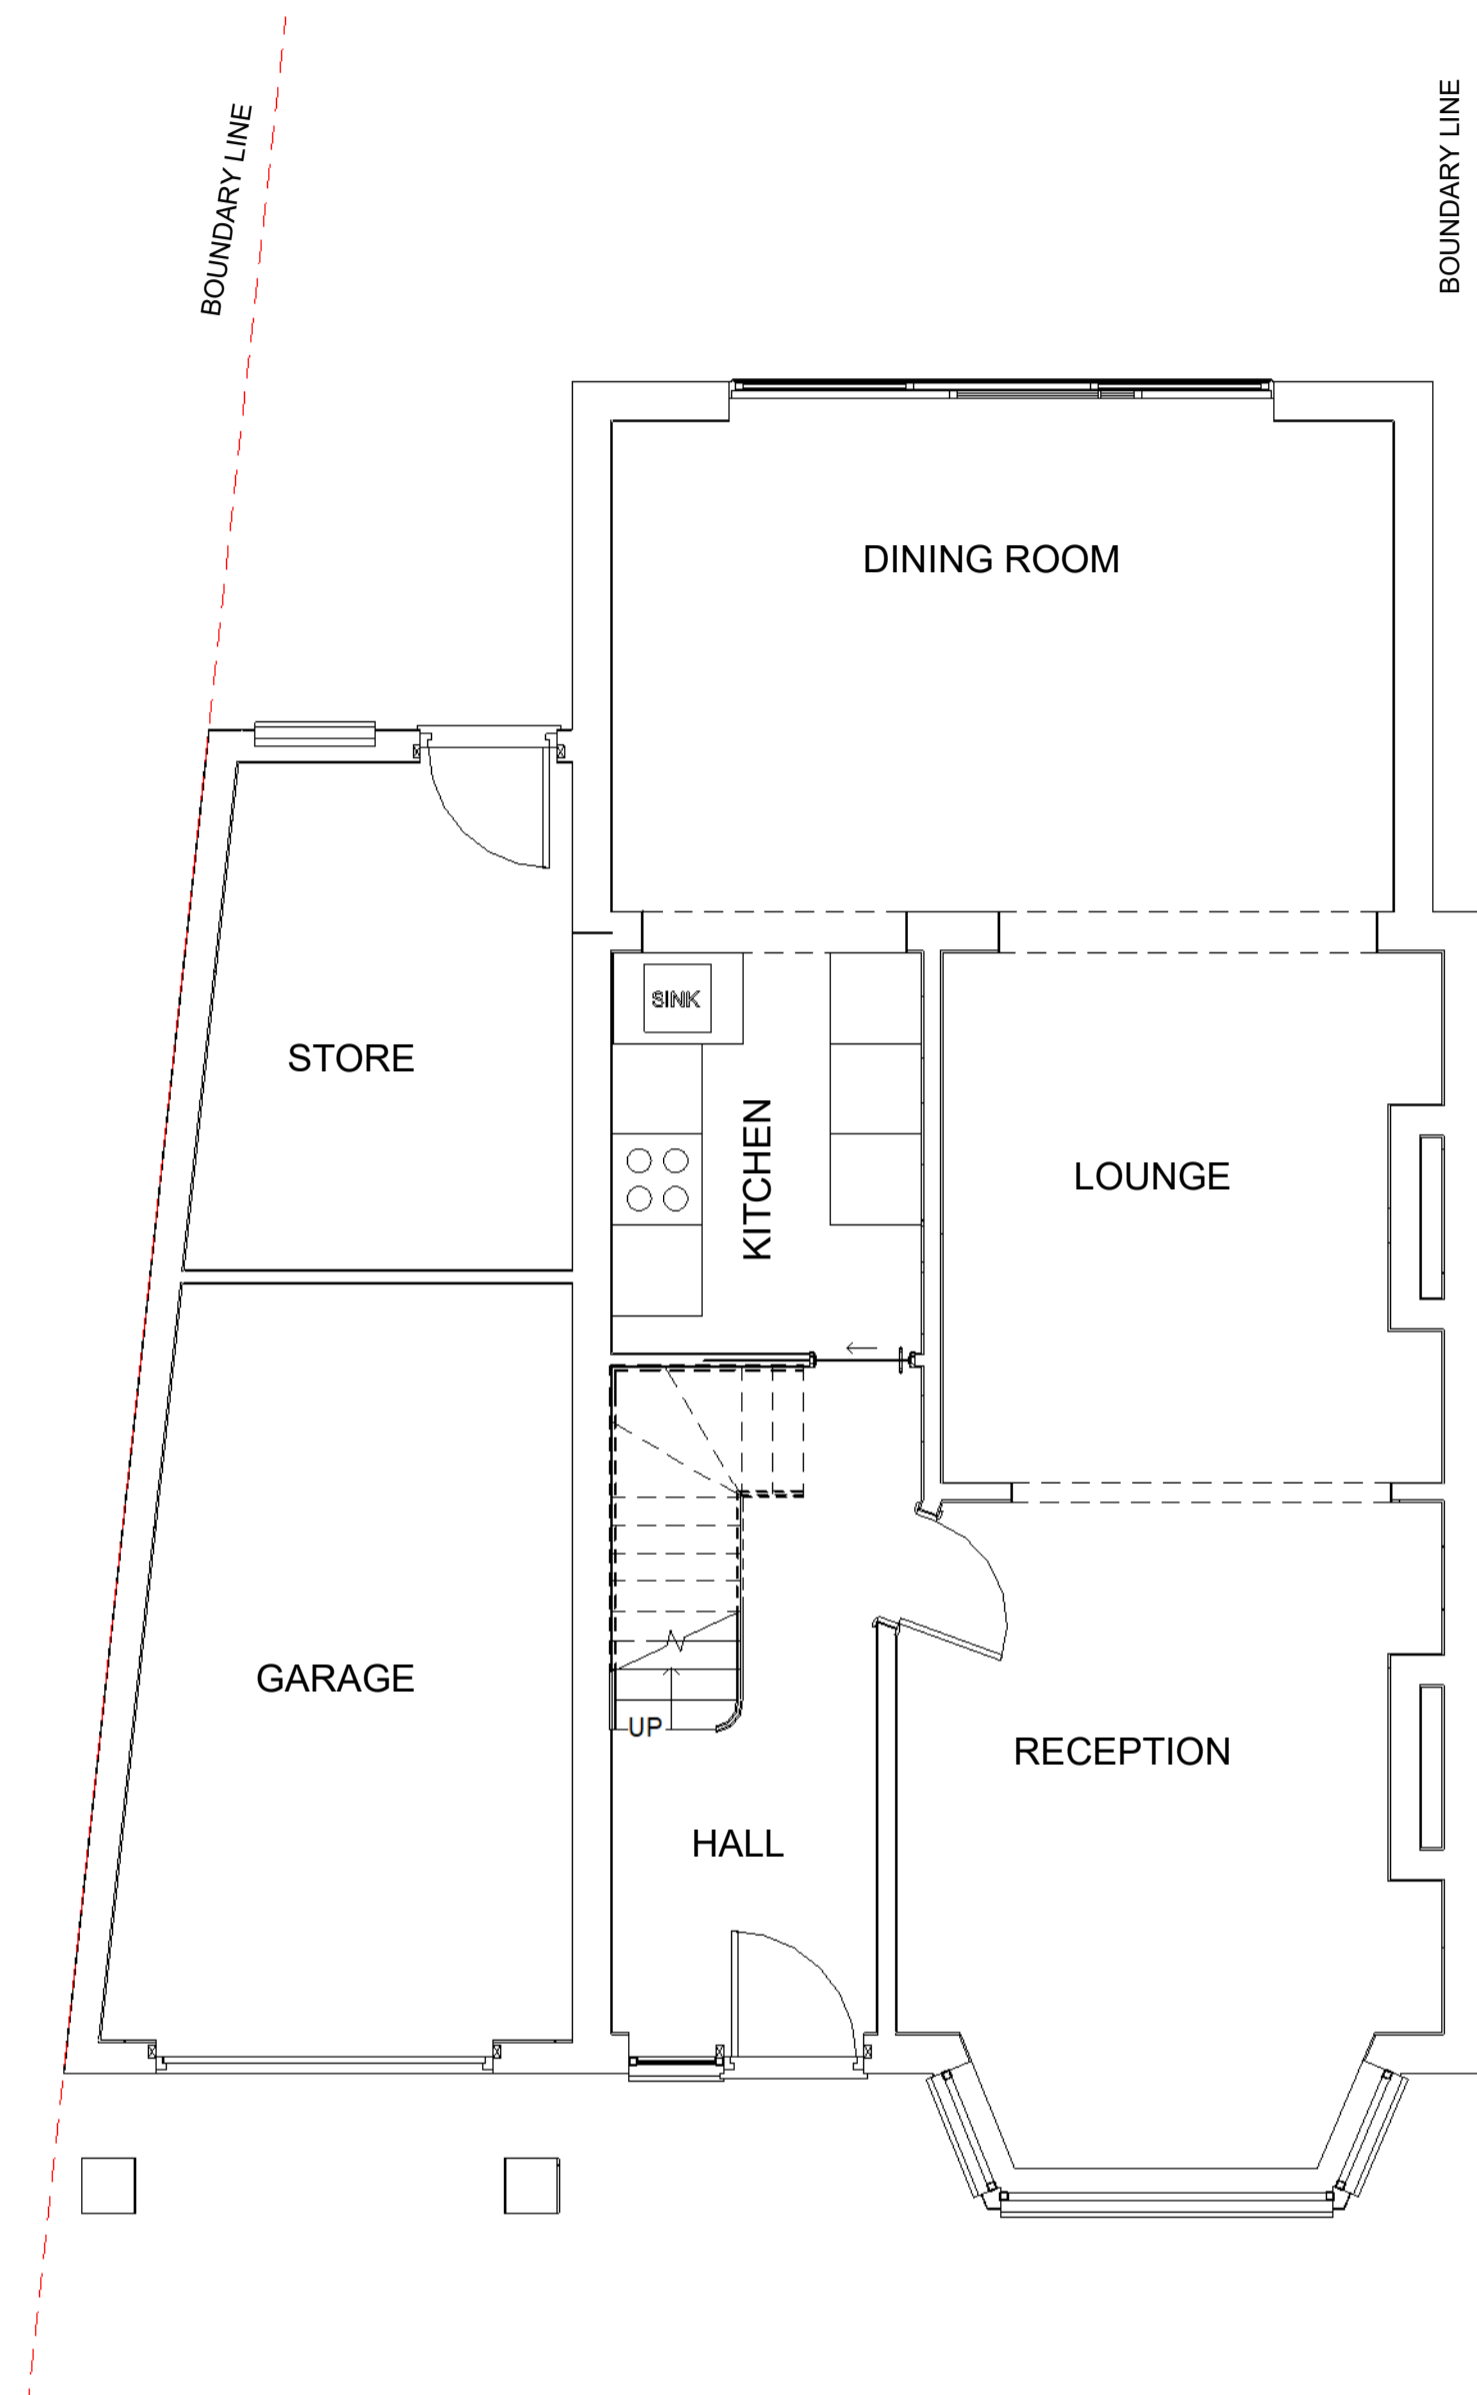 BOUNDARY LINE
BOUNDARY LINE
DINING ROOM
SINK
STORE
KITCHEN
LOUNGE
GARAGE
UP
RECEPTION
HALL